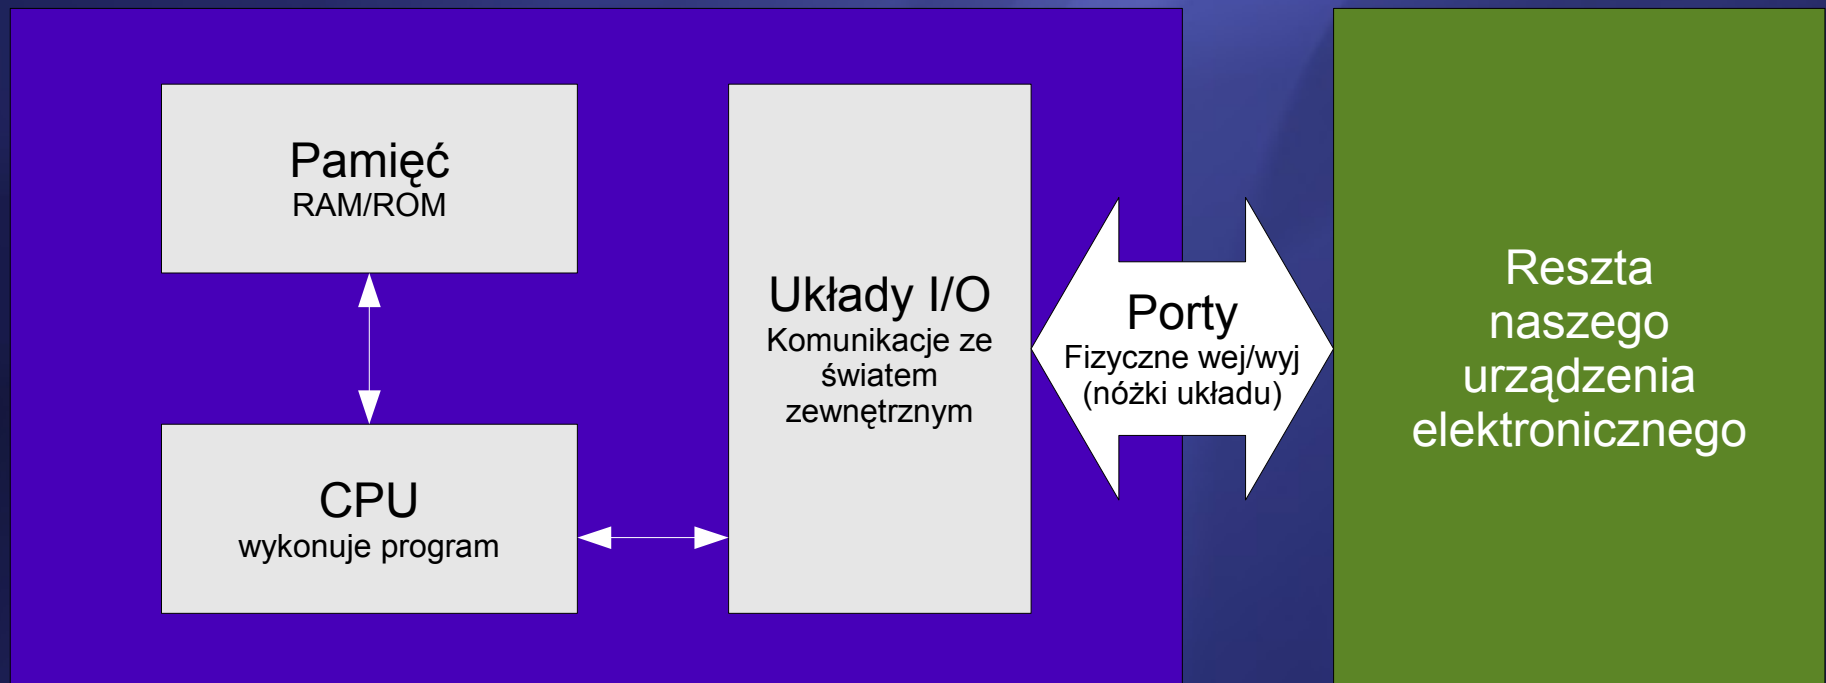 Pamięć
RAM/ROM
CPU
wykonuje program
Układy I/O
Komunikacje ze
światem
zewnętrznym
Porty
Fizyczne wej/wyj
(nóżki układu)
Reszta
naszego
urządzenia
elektronicznego